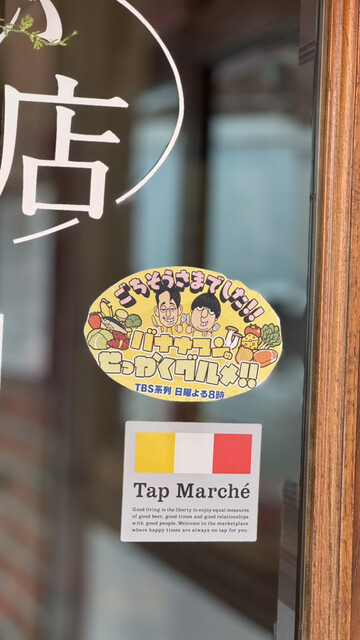 店
ごちそうさまでした!!
バナナマンの
せっかくグルメ!!
TBS系列 日曜よる8時
Tap Marché
Good living is the liberty to enjoy equal measures
of good beer, good times and good relationships
with good people. Welcome to the marketplace
where happy times are always on tap for you.